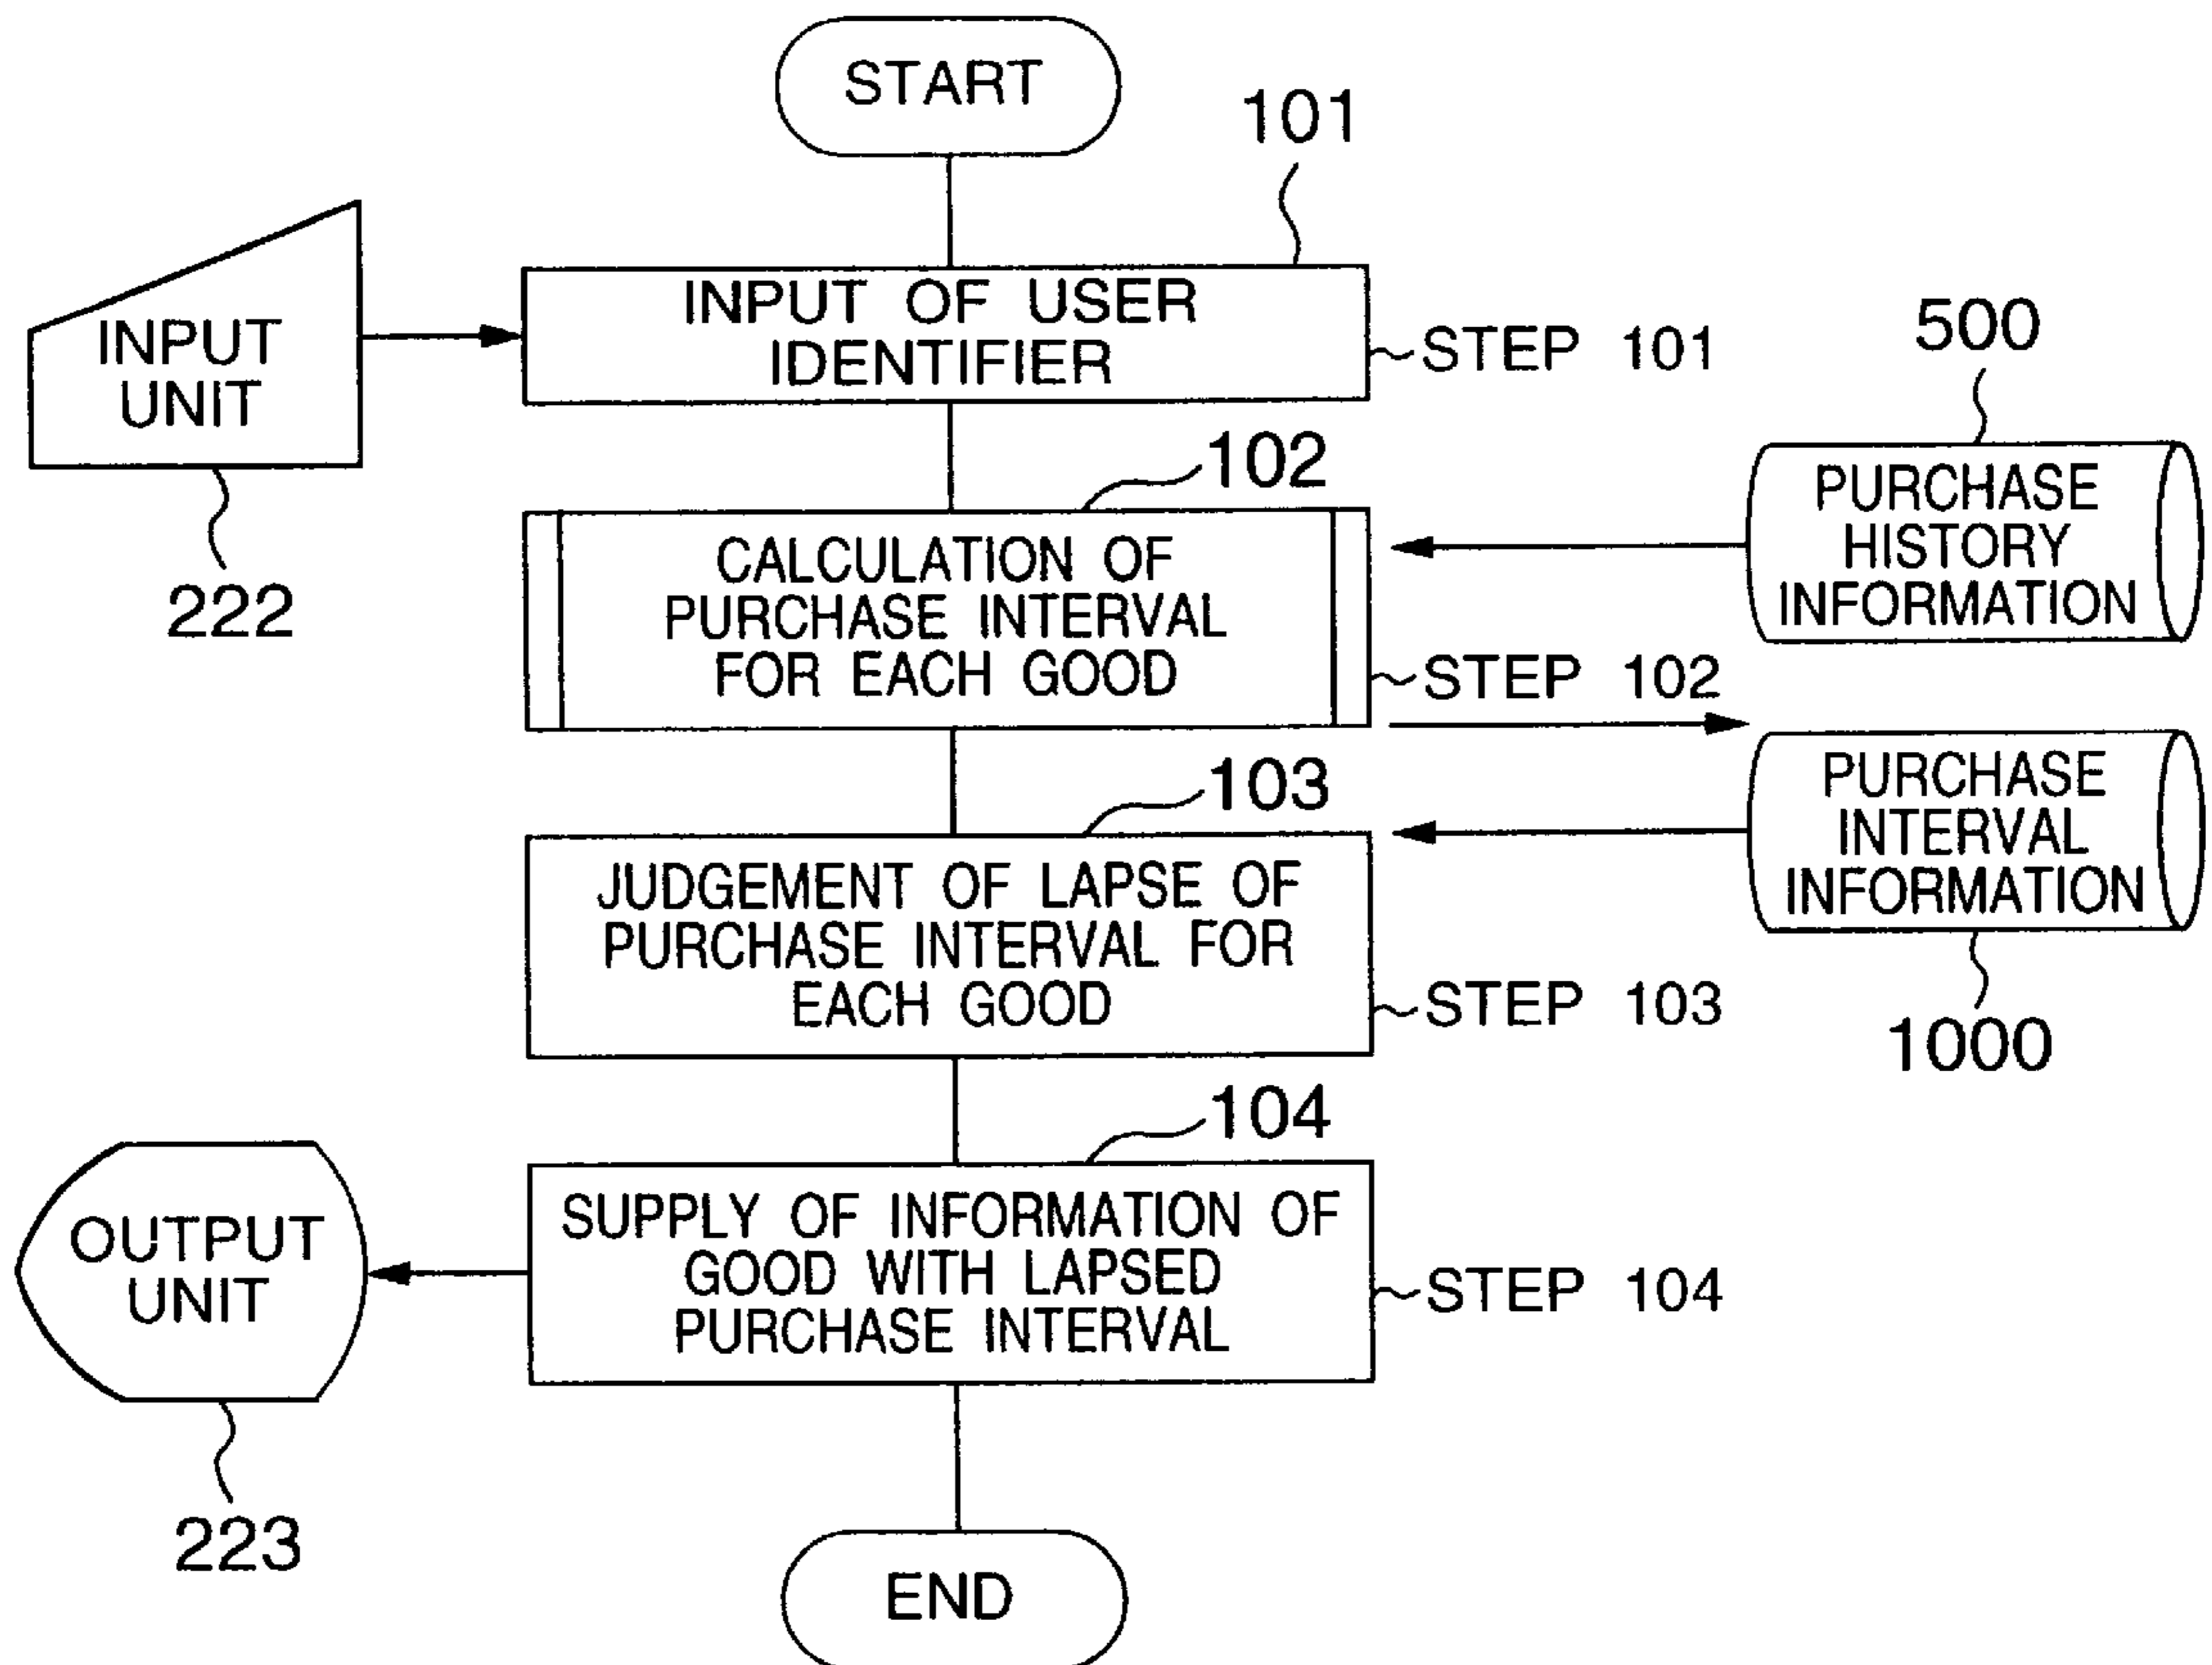 START
101
INPUT OF USER
IDENTIFIER
STEP 101
INPUT
UNIT
222
102
CALCULATION OF
PURCHASE INTERVAL
FOR EACH GOOD
STEP 102
500
PURCHASE
HISTORY
INFORMATION
103
JUDGEMENT OF LAPSE OF
PURCHASE INTERVAL FOR
EACH GOOD
STEP 103
PURCHASE
INTERVAL
INFORMATION
1000
104
SUPPLY OF INFORMATION OF
GOOD WITH LAPSED
PURCHASE INTERVAL
STEP 104
OUTPUT
UNIT
223
END